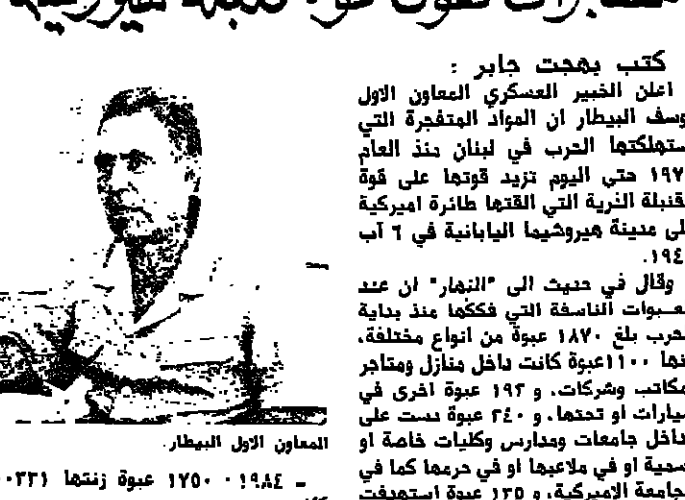 كتب بهجت جابر :
اعلن الخبير العسكري المعاون الاول
وسف البيطار ان المواد المتفجرة التي
ستهلكتها الحرب في لبنان منذ العام
١٩٧ حتى اليوم تزيد قوتها على قوة
قنبلة الذرية التي القتها طائرة اميركية
لى مدينة هيروشيما اليابانية في ٦ آب
١٩٤.
وقال في حديث الى "النهار" ان عدد
عبوات الناسفة التي فككها منذ بداية
حرب بلغ ١٨٧٠ عبوة من انواع مختلفة،
نها ١١٠٠عبوة كانت داخل منازل ومتاجر
مكاتب وشركات، و ١٩٢ عبوة اخرى في
سيارات او تحتها، و ٢٤٠ عبوة دست على
داخل جامعات ومدارس وكليات خاصة او
سمية او في ملاعبها او في حرمها كما في
جامعة الاميركية، و ١٢٥ عبوة استهدفت
المعاون الاول البيطار.
- ١٩٨٤: ١٢٥٠ عبوة زنتها